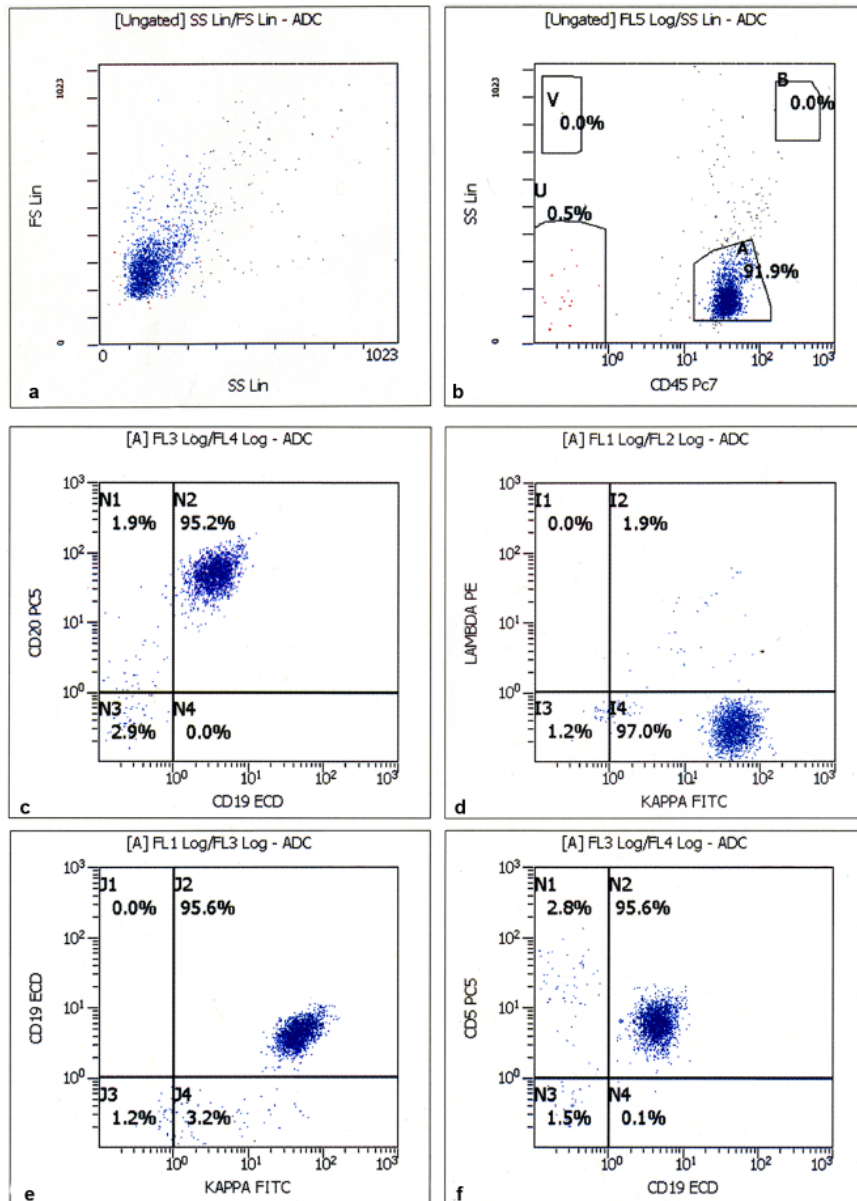 [Ungated] SS Lin/FS Lin - ADC
1023
FS Lin
0
0 1023
SS Lin
a
[Ungated] FL5 Log/SS Lin - ADC
1023
SS Lin
0
V
0.0%
B
0.0%
U
0.5%
A
91.9%
10⁰ 10¹ 10² 10³
CD45 Pc7
b
[A] FL3 Log/FL4 Log - ADC
10³
10²
10¹
10⁰
CD20 PC5
N1 N2
1.9% 95.2%
N3 N4
2.9% 0.0%
10⁰ 10¹ 10² 10³
CD19 ECD
c
[A] FL1 Log/FL2 Log - ADC
10³
10²
10¹
10⁰
LAMBDA PE
I1 I2
0.0% 1.9%
I3 I4
1.2% 97.0%
10⁰ 10¹ 10² 10³
KAPPA FITC
d
[A] FL1 Log/FL3 Log - ADC
10³
10²
10¹
10⁰
CD19 ECD
J1 J2
0.0% 95.6%
J3 J4
1.2% 3.2%
10⁰ 10¹ 10² 10³
KAPPA FITC
e
[A] FL3 Log/FL4 Log - ADC
10³
10²
10¹
10⁰
CD5 PC5
N1 N2
2.8% 95.6%
N3 N4
1.5% 0.1%
10⁰ 10¹ 10² 10³
CD19 ECD
f